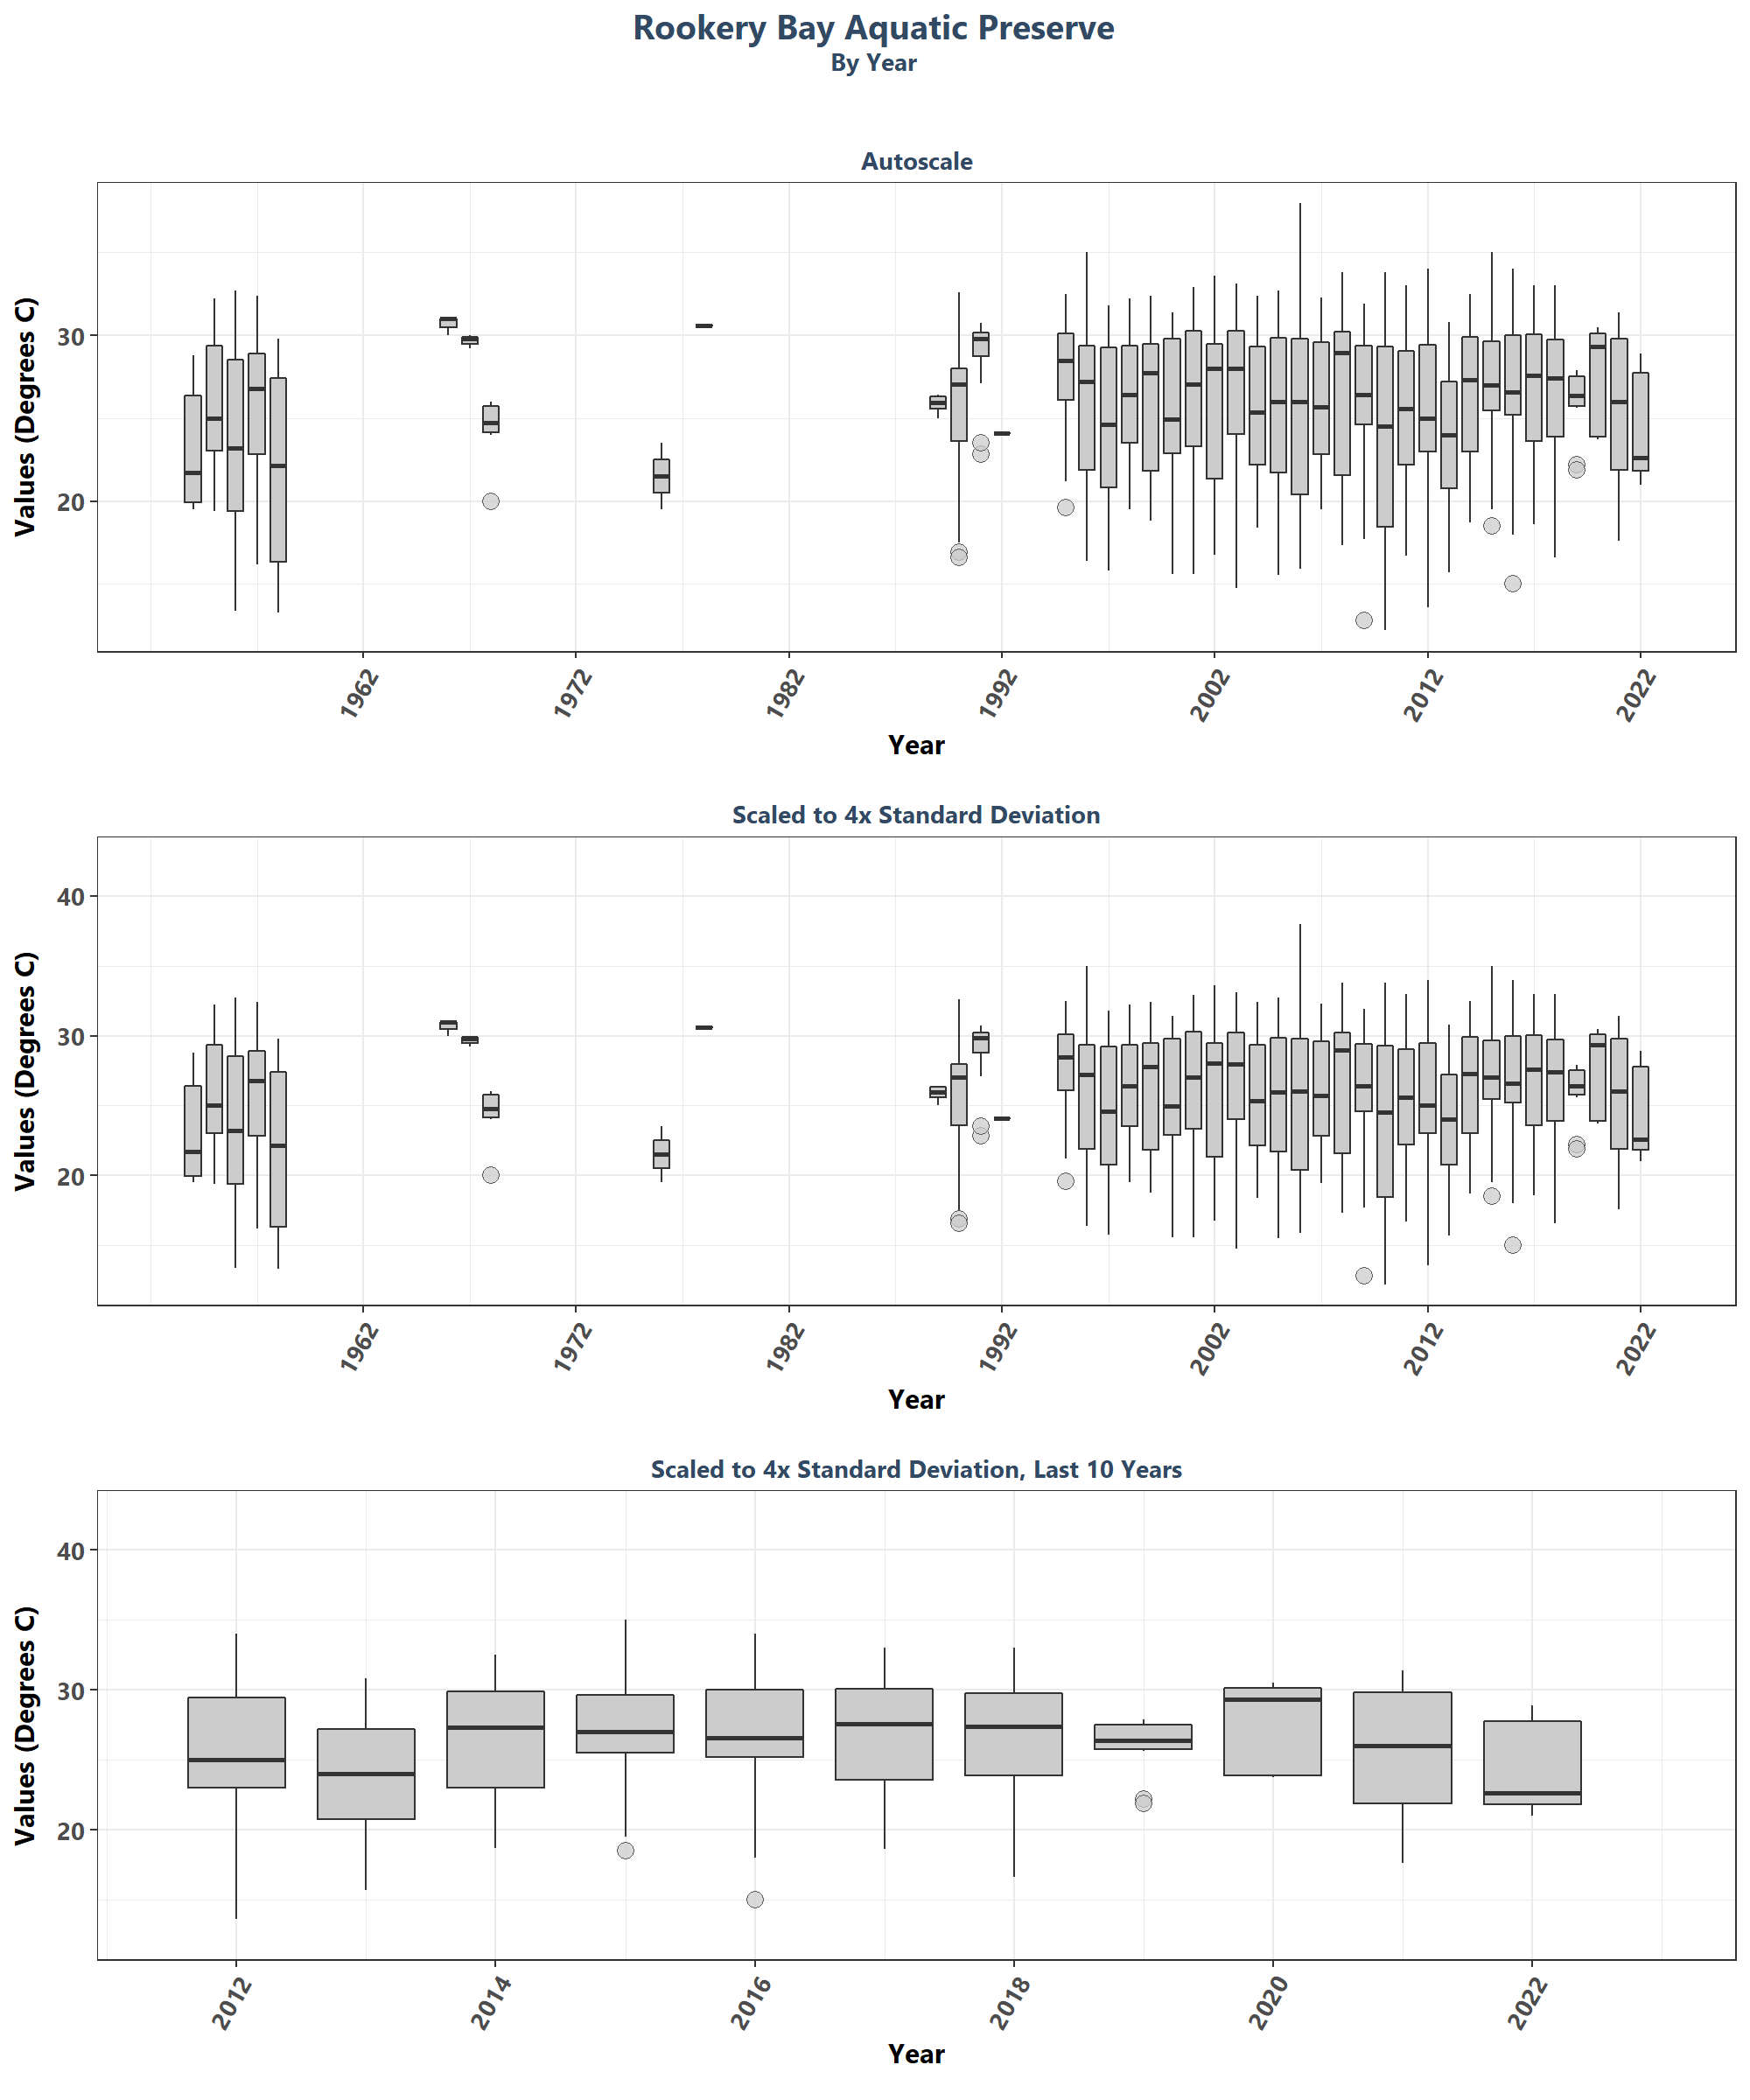 Rookery Bay Aquatic Preserve
By Year
Autoscale
Values (Degrees C)
30
20
1962 1972 1982 1992 2002 2012 2022
Year
Scaled to 4x Standard Deviation
Values (Degrees C)
40
30
20
1962 1972 1982 1992 2002 2012 2022
Year
Scaled to 4x Standard Deviation, Last 10 Years
Values (Degrees C)
40
30
20
2012 2014 2016 2018 2020 2022
Year